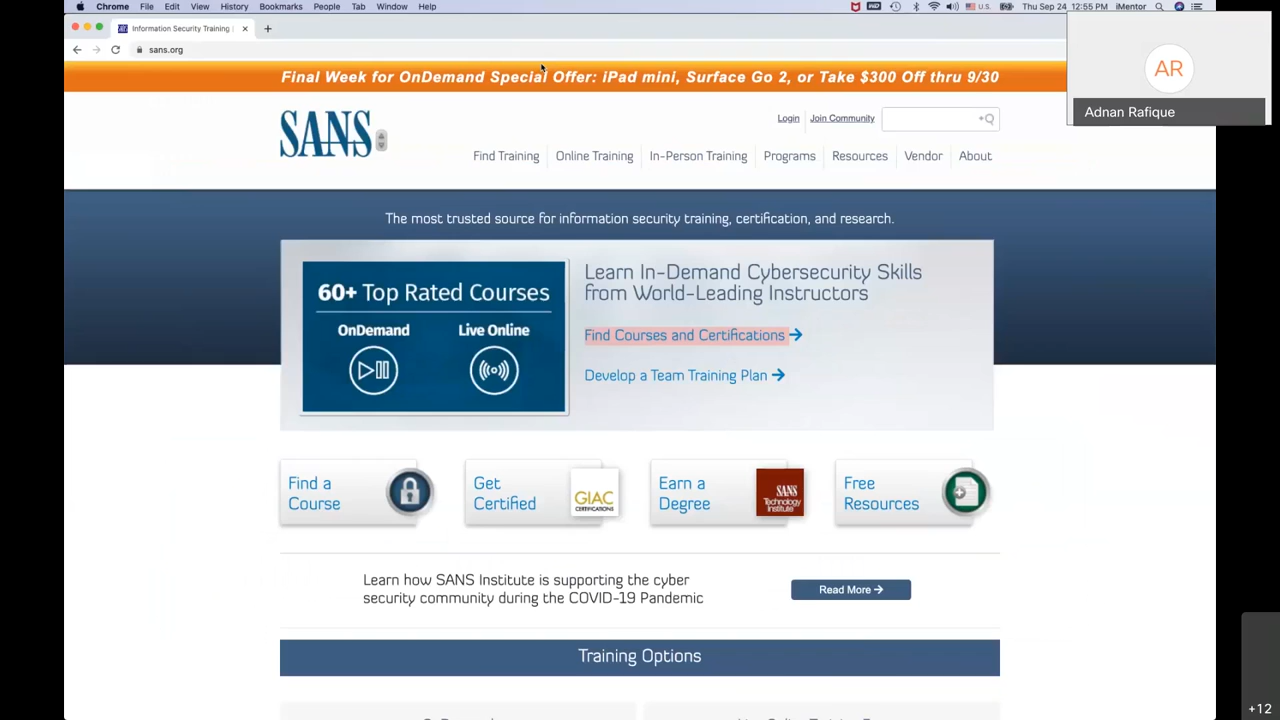 Chrome File Edit View History Bookmarks People Tab Window Help
U.S. Thu Sep 24 12:55 PM iMentor
Information Security Training |
sans.org
AR
Adnan Rafique
Final Week for OnDemand Special Offer: iPad mini, Surface Go 2, or Take $300 Off thru 9/30
SANS
Login Join Community
Find Training Online Training In-Person Training Programs Resources Vendor About
The most trusted source for information security training, certification, and research.
60+ Top Rated Courses
OnDemand Live Online
Learn In-Demand Cybersecurity Skills
from World-Leading Instructors
Find Courses and Certifications
Develop a Team Training Plan
Find a
Course
Get
Certified
GIAC
CERTIFICATIONS
Earn a
Degree
SANS
Technology
Institute
Free
Resources
Learn how SANS Institute is supporting the cyber
security community during the COVID-19 Pandemic
Read More
Training Options
+12